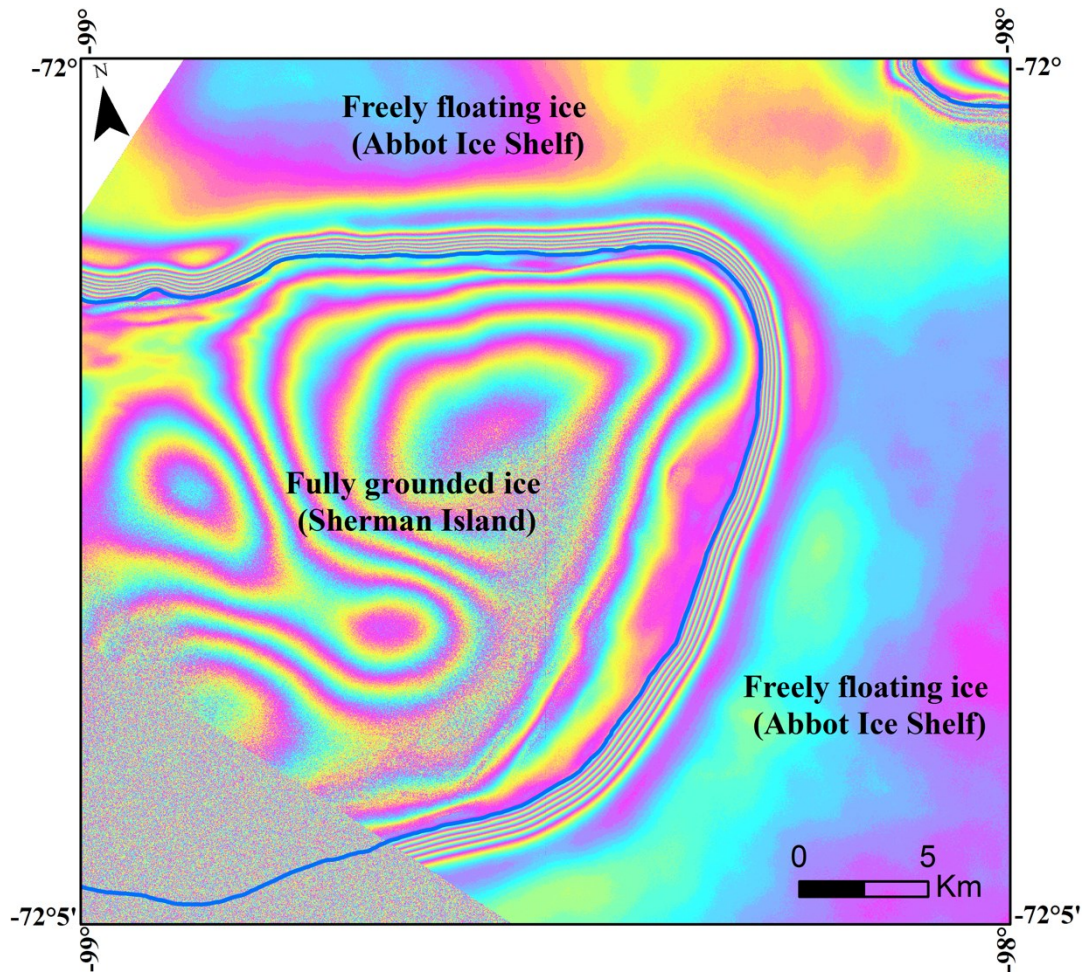 -99°
-98°
-72°
-72°
N
Freely floating ice
(Abbot Ice Shelf)
Fully grounded ice
(Sherman Island)
Freely floating ice
(Abbot Ice Shelf)
0 5
Km
-72°5'
-72°5'
-99°
-98°